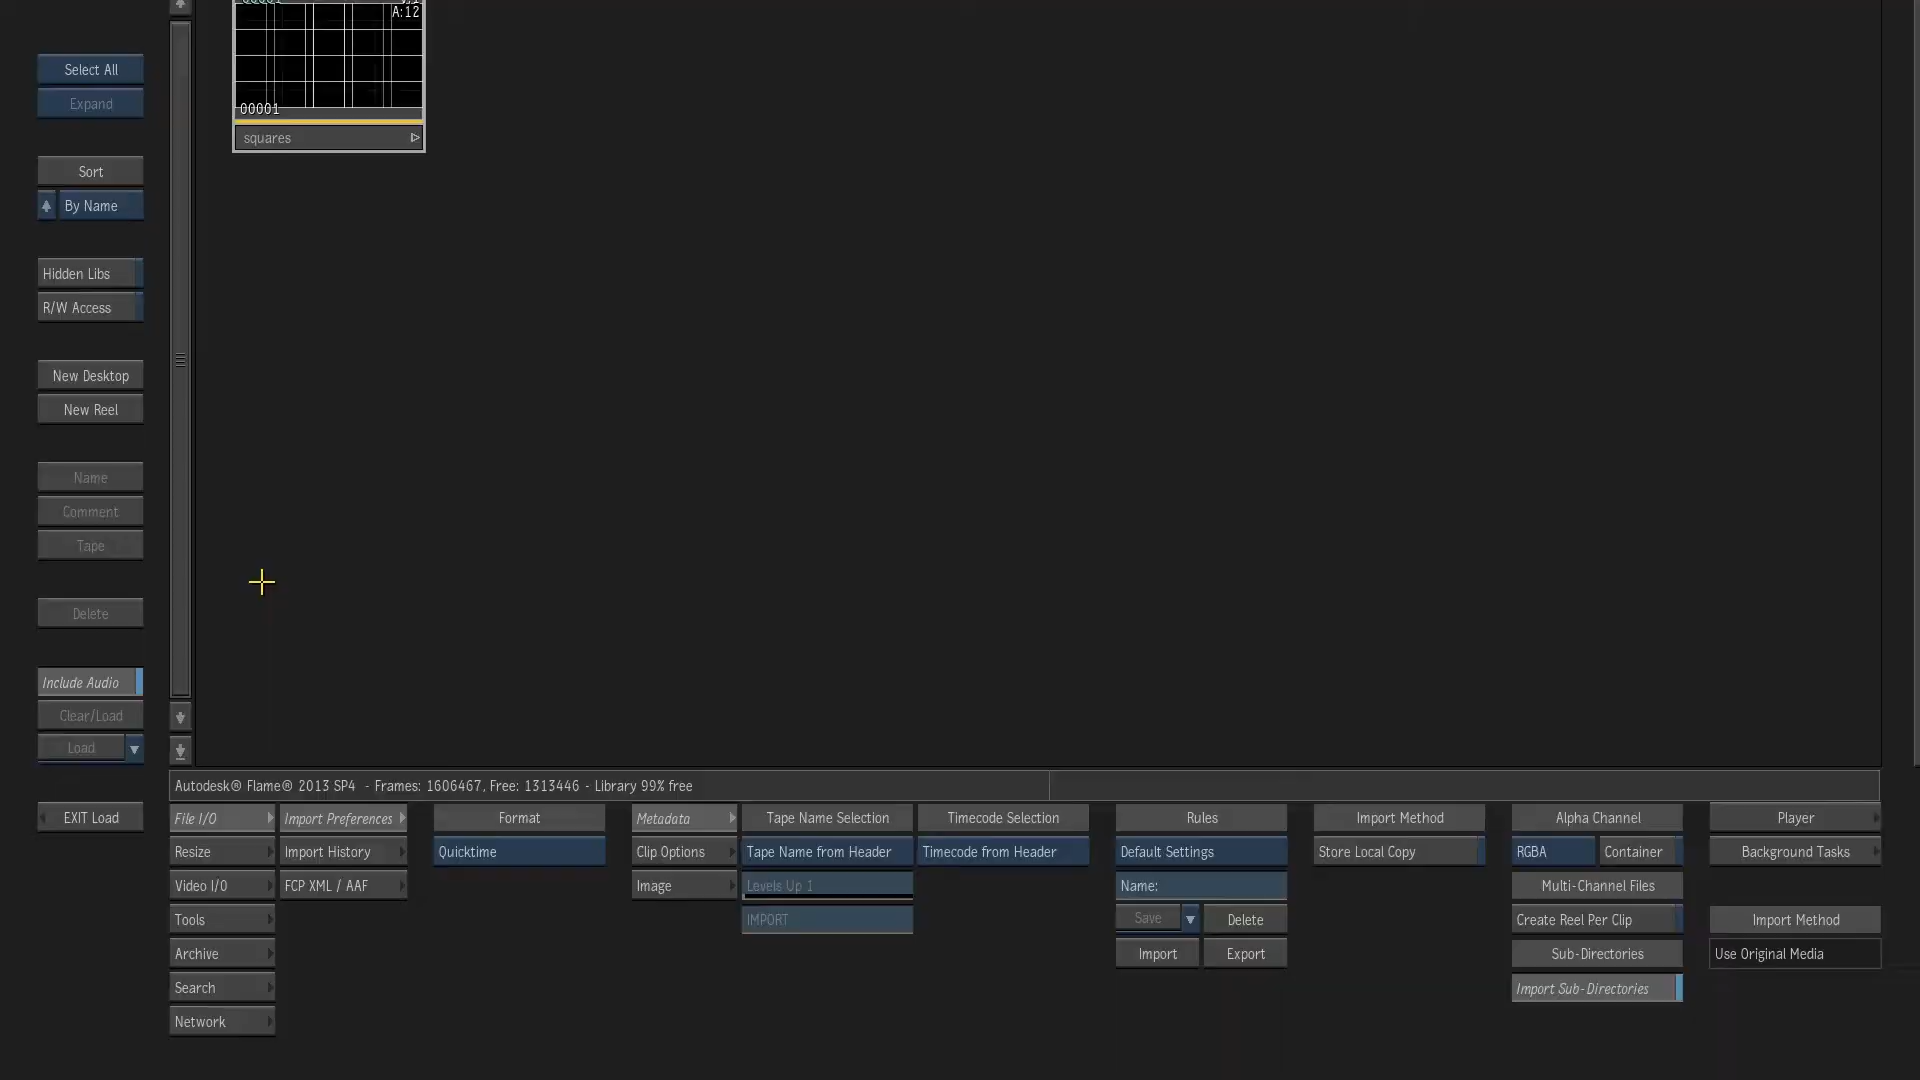 A:12
00001
squares
Select All
Expand
Sort
By Name
Hidden Libs
R/W Access
New Desktop
New Reel
Name
Comment
Tape
Delete
Include Audio
Clear/Load
Load
EXIT Load
Autodesk® Flame® 2013 SP4 - Frames: 1606467, Free: 1313446 - Library 99% free
File I/O
Import Preferences
Format
Metadata
Tape Name Selection
Timecode Selection
Rules
Import Method
Alpha Channel
Player
Resize
Import History
Quicktime
Clip Options
Tape Name from Header
Timecode from Header
Default Settings
Store Local Copy
RGBA
Container
Background Tasks
Video I/O
FCP XML / AAF
Image
Levels Up 1
Name:
Multi-Channel Files
Tools
IMPORT
Save
Delete
Create Reel Per Clip
Import Method
Archive
Import
Export
Sub-Directories
Use Original Media
Search
Import Sub-Directories
Network